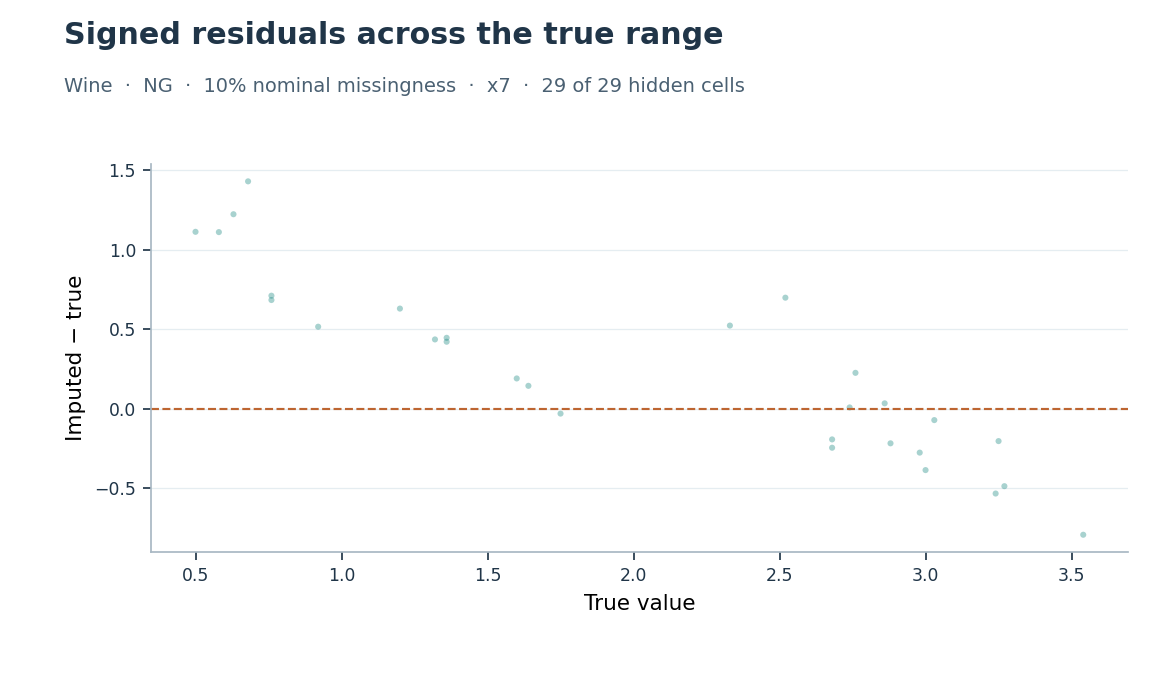 Signed residuals across the true range
Wine · NG · 10% nominal missingness · x7 · 29 of 29 hidden cells
Imputed − true
1.5
1.0
0.5
0.0
−0.5
0.5 1.0 1.5 2.0 2.5 3.0 3.5
True value